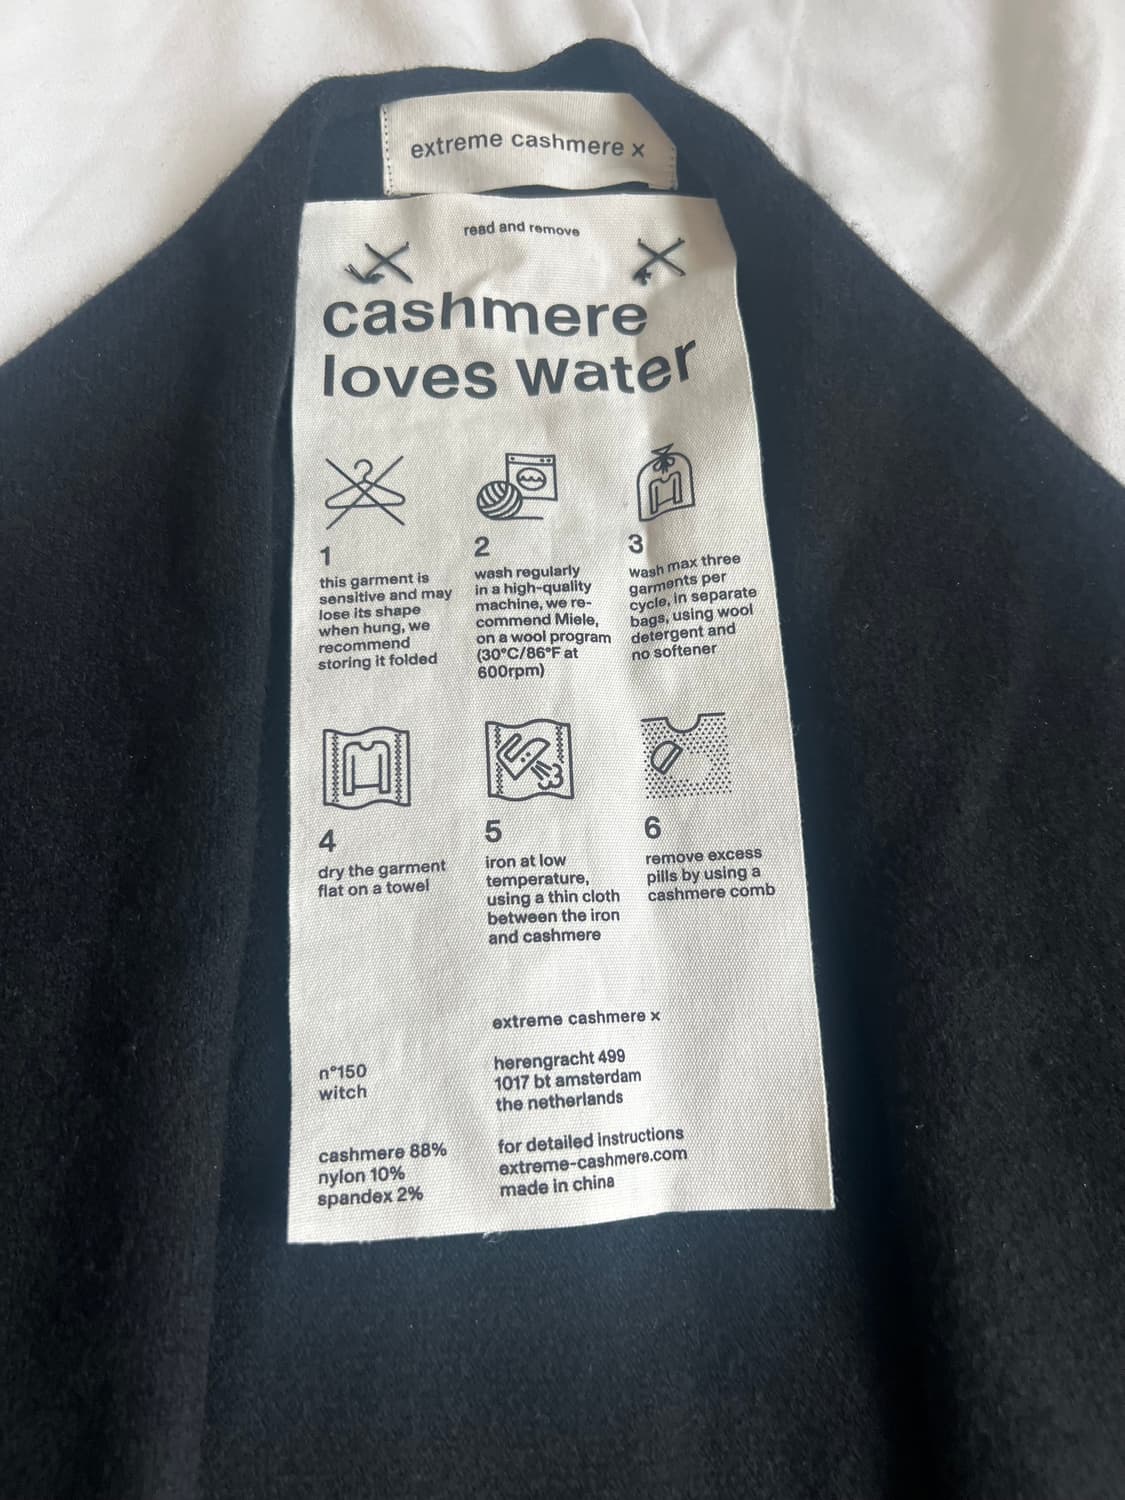 extreme cashmere x
read and remove
cashmere
loves water
1
this garment is
sensitive and may
lose its shape
when hung, we
recommend
storing it folded
2
wash regularly
in a high-quality
machine, we re-
commend Miele,
on a wool program
(30°C/86°F at
600rpm)
3
wash max three
garments per
cycle, in separate
bags, using wool
detergent and
no softener
4
dry the garment
flat on a towel
5
iron at low
temperature,
using a thin cloth
between the iron
and cashmere
6
remove excess
pills by using a
cashmere comb
n°150
witch
cashmere 88%
nylon 10%
spandex 2%
extreme cashmere x
herengracht 499
1017 bt amsterdam
the netherlands
for detailed instructions
extreme-cashmere.com
made in china